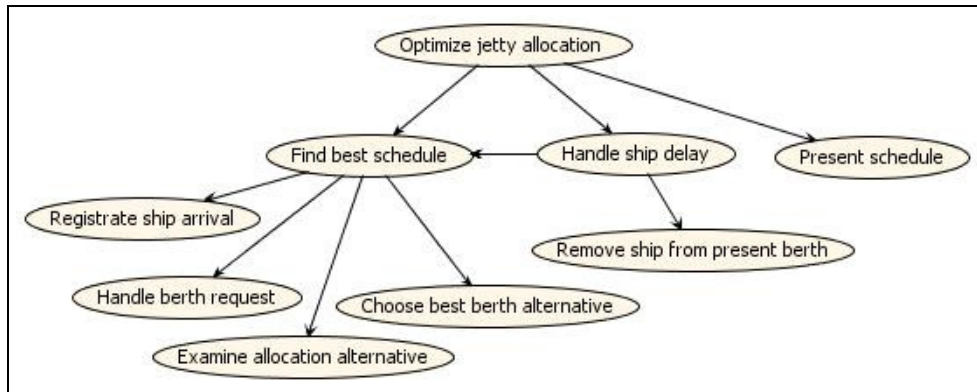 Optimize jetty allocation
Find best schedule
Handle ship delay
Present schedule
Registrate ship arrival
Remove ship from present berth
Handle berth request
Choose best berth alternative
Examine allocation alternative